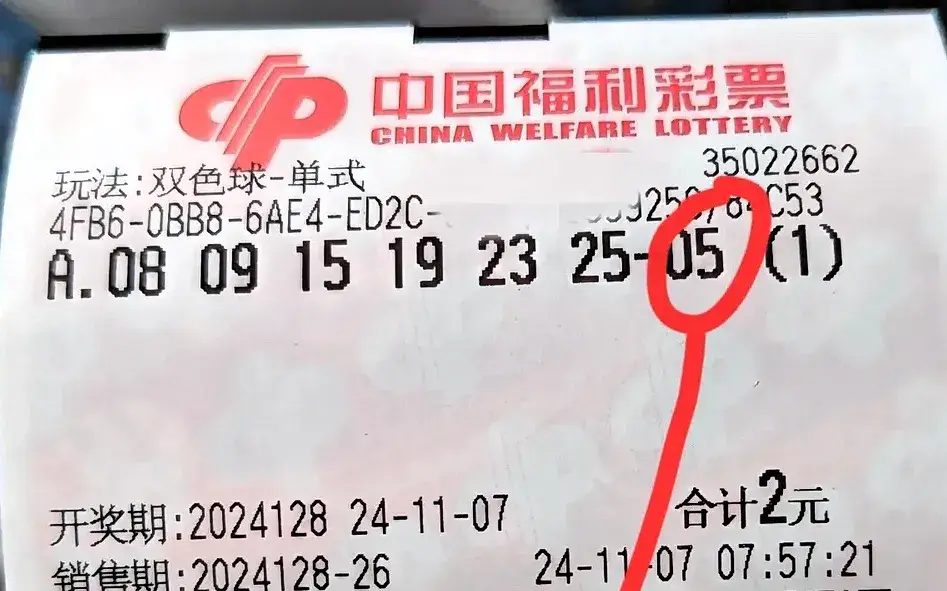 中国福利彩票
CHINA WELFARE LOTTERY
35022662
玩法:双色球-单式
4FB6-0BB8-6AE4-ED2C-
A.08 09 15 19 23 25-05 (1)
合计2元
开奖期:2024128 24-11-07
销售期:2024128-26 24-11-07 07:57:21